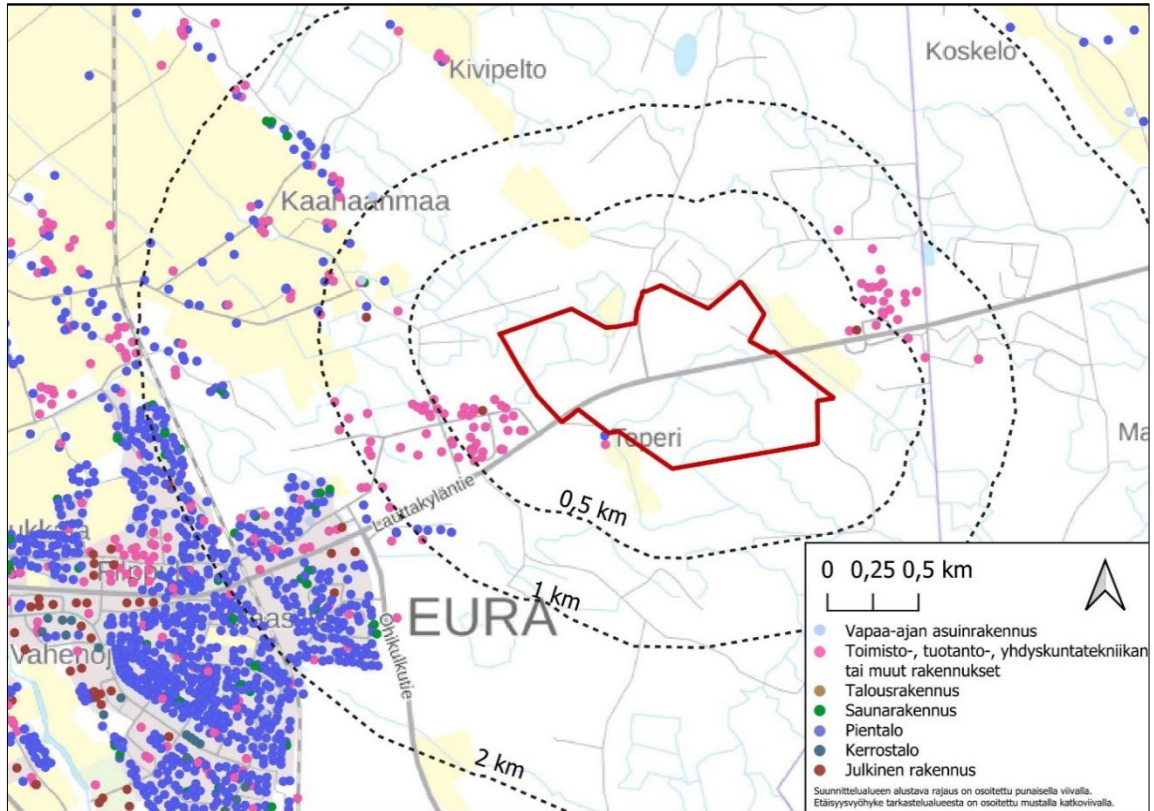 Koskelo
Kivipelto
Kaanaanmaa
Ma
Taperi
Lauttakyläntie
0,5 km
1 km
EURA
Ohikulkutie
2 km
0 0,25 0,5 km
Vapaa-ajan asuinrakennus
Toimisto-, tuotanto-, yhdyskuntatekniikan
tai muut rakennukset
Talousrakennus
Saunarakennus
Pientalo
Kerrostalo
Julkinen rakennus
Suunnittelualueen alustava rajaus on osoitettu punaisella viivalla.
Etäisyysvyöhyke tarkastelualueesta on osoitettu mustalla katkoviivalla.